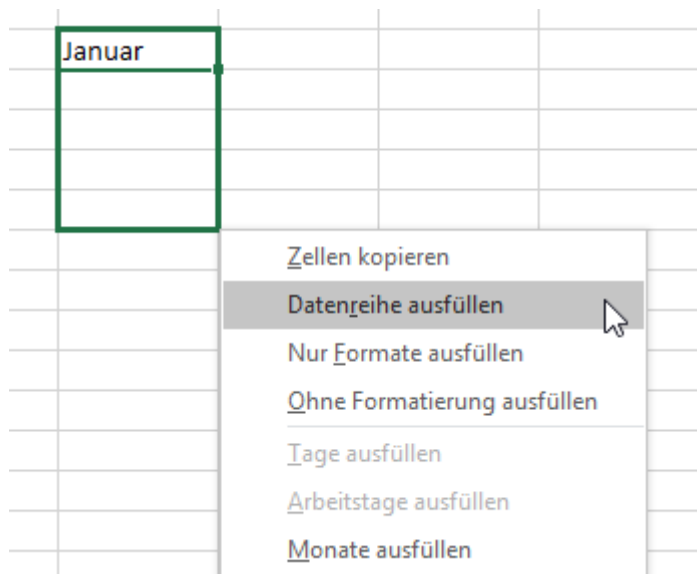 Januar
Zellen kopieren
Datenreihe ausfüllen
Nur Formate ausfüllen
Ohne Formatierung ausfüllen
Tage ausfüllen
Arbeitstage ausfüllen
Monate ausfüllen